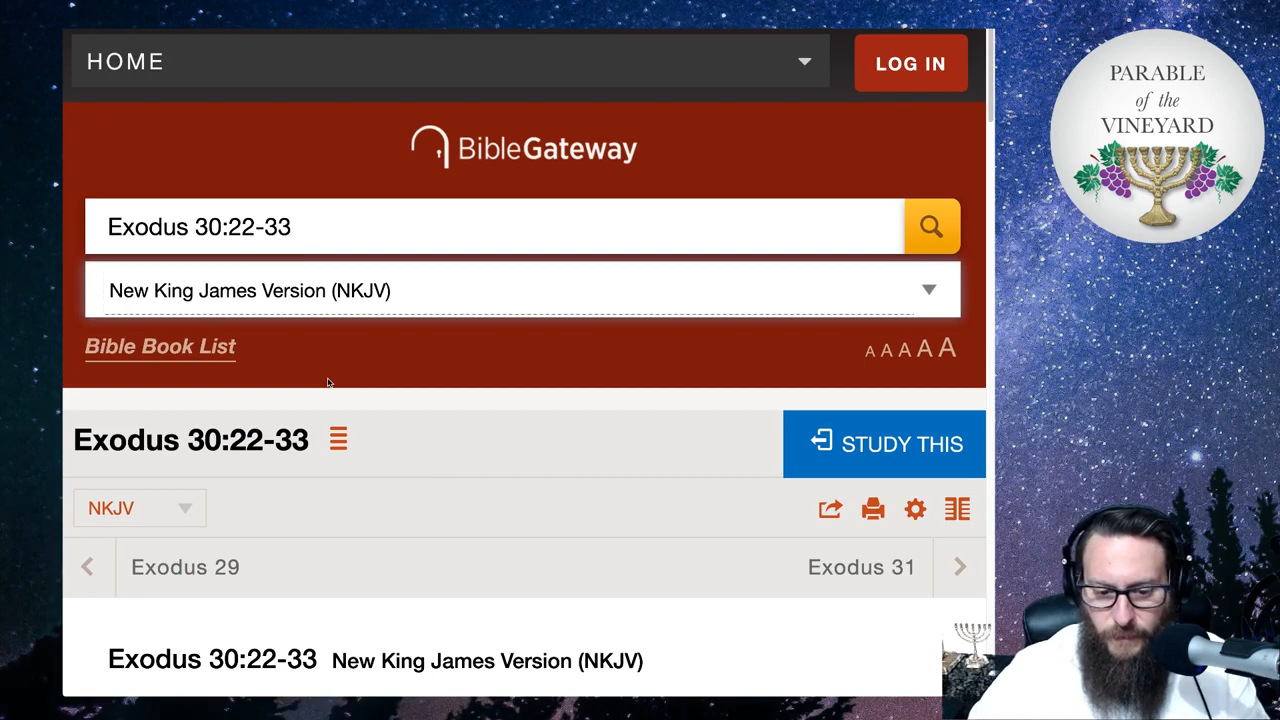 HOME
LOG IN
BibleGateway
Exodus 30:22-33
New King James Version (NKJV)
Bible Book List
A A A A A
Exodus 30:22-33
STUDY THIS
NKJV
Exodus 29
Exodus 31
Exodus 30:22-33 New King James Version (NKJV)
PARABLE
of the
VINEYARD